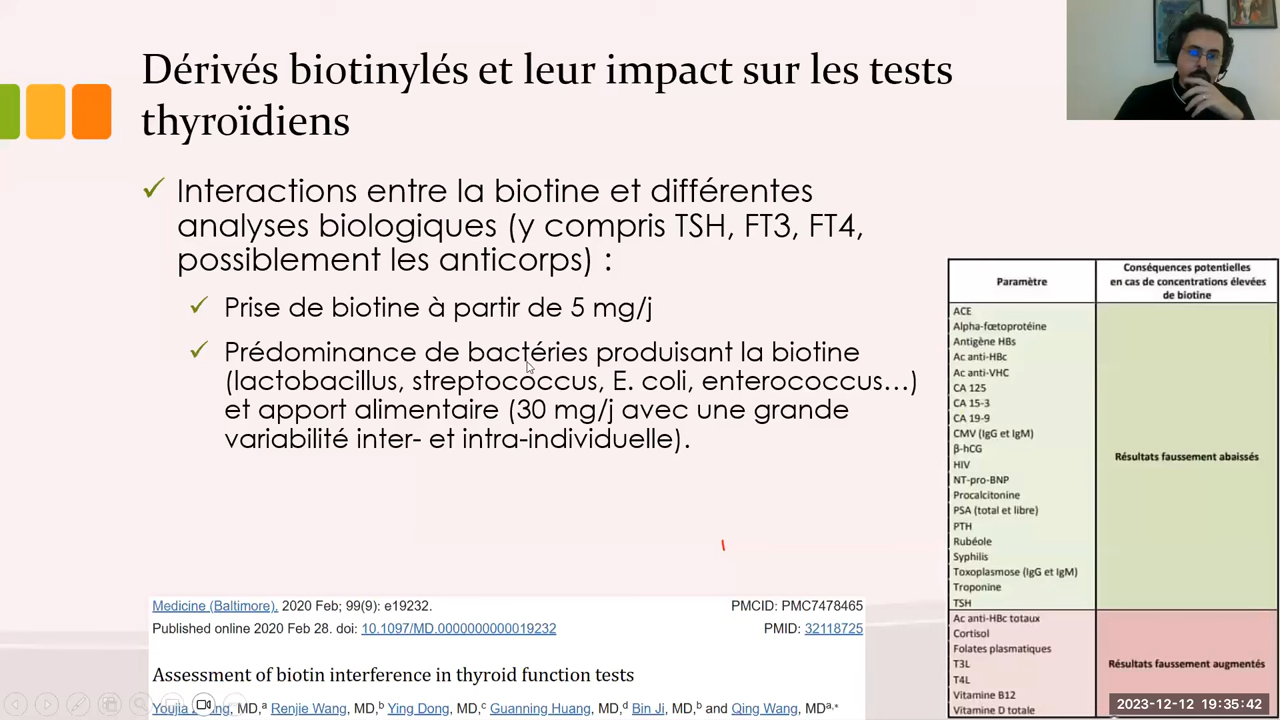 Dérivés biotinylés et leur impact sur les tests
thyroïdiens
Interactions entre la biotine et différentes
analyses biologiques (y compris TSH, FT3, FT4,
possiblement les anticorps) :
Prise de biotine à partir de 5 mg/j
Prédominance de bactéries produisant la biotine
(lactobacillus, streptococcus, E. coli, enterococcus...)
et apport alimentaire (30 mg/j avec une grande
variabilité inter- et intra-individuelle).
Paramètre
Conséquences potentielles
en cas de concentrations élevées
de biotine
ACE
Alpha-fœtoprotéine
Antigène HBs
Ac anti-HBc
Ac anti-VHC
CA 125
CA 15-3
CA 19-9
CMV (IgG et IgM)
β-hCG
HIV
NT-pro-BNP
Procalcitonine
PSA (total et libre)
PTH
Rubéole
Syphilis
Toxoplasmose (IgG et IgM)
Troponine
TSH
Résultats faussement abaissés
Ac anti-HBc totaux
Cortisol
Folates plasmatiques
T3L
T4L
Vitamine B12
Vitamine D totale
Résultats faussement augmentés
Medicine (Baltimore). 2020 Feb; 99(9): e19232.
PMCID: PMC7478465
Published online 2020 Feb 28. doi: 10.1097/MD.0000000000019232
PMID: 32118725
Assessment of biotin interference in thyroid function tests
Youjia MD,a Renjie Wang, MD,b Ying Dong, MD,c Guanning Huang, MD,d Bin Ji, MD,b and Qing Wang, MDa,*
2023-12-12 19:35:42